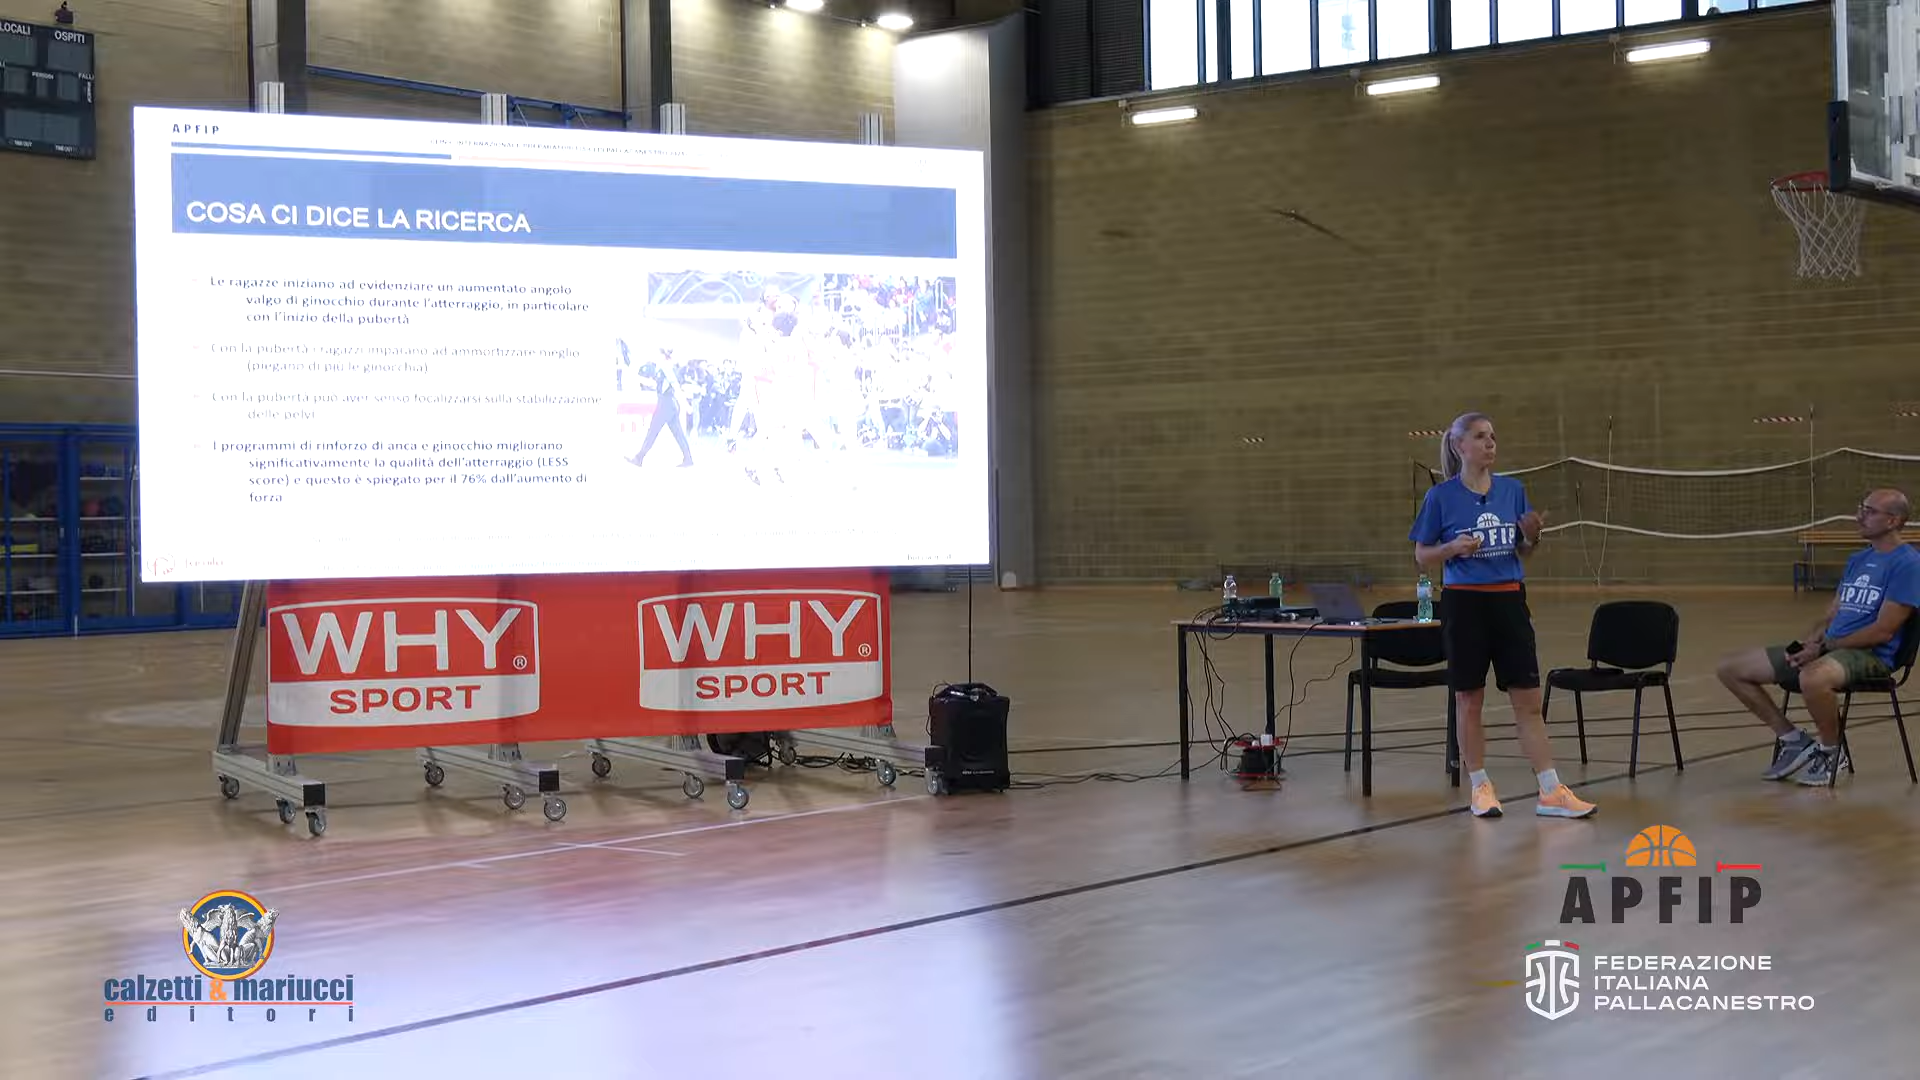 LOCALI OSPITI
PERIODO
APFIP
COSA CI DICE LA RICERCA
Le ragazze iniziano ad evidenziare un aumentato angolo
valgo di ginocchio durante l'atterraggio, in particolare
con l'inizio della pubertà
Con la pubertà i ragazzi imparano ad ammortizzare meglio
(piegano di più le ginocchia)
Con la pubertà può aver senso focalizzarsi sulla stabilizzazione
delle pelvi
I programmi di rinforzo di anca e ginocchio migliorano
significativamente la qualità dell'atterraggio (LESS
score) e questo è spiegato per il 76% dall'aumento di
forza
WHY®
SPORT
WHY®
SPORT
APFIP
APFIP
calzetti & mariucci
editori
APFIP
FEDERAZIONE
ITALIANA
PALLACANESTRO